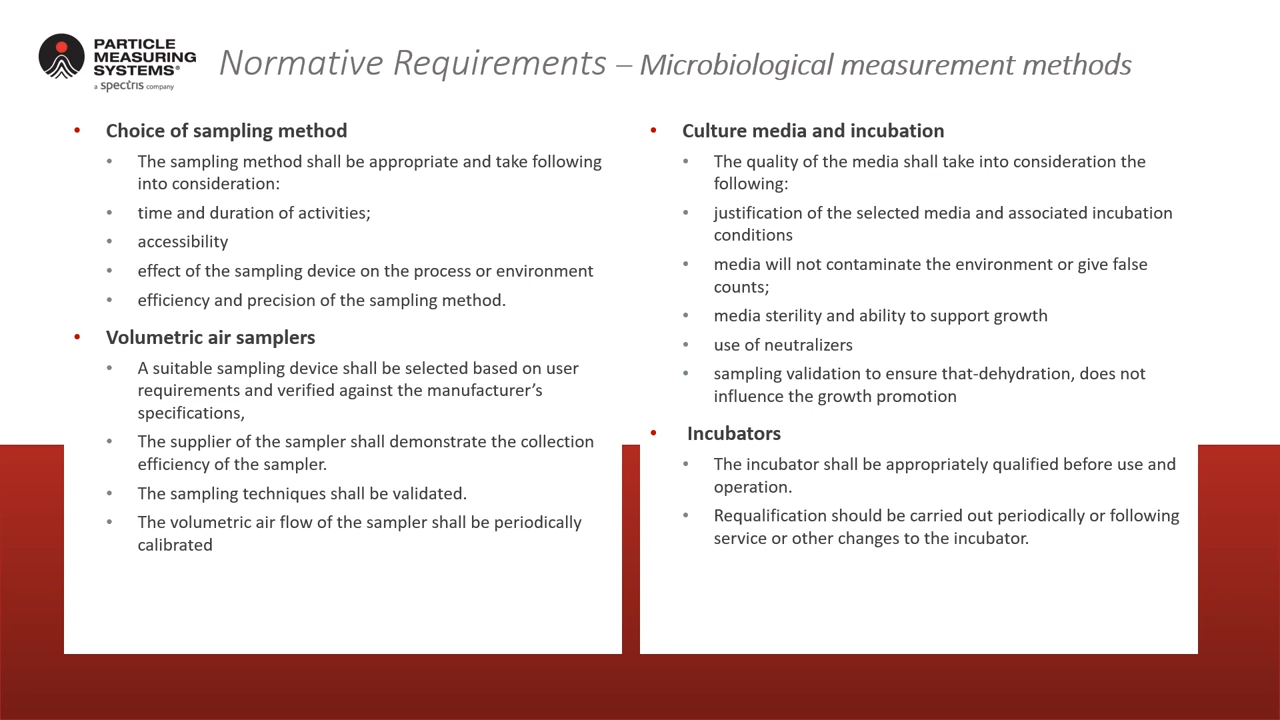 PARTICLE
MEASURING
SYSTEMS®
a spectris company
Normative Requirements – Microbiological measurement methods
• Choice of sampling method
• The sampling method shall be appropriate and take following
into consideration:
• time and duration of activities;
• accessibility
• effect of the sampling device on the process or environment
• efficiency and precision of the sampling method.
• Volumetric air samplers
• A suitable sampling device shall be selected based on user
requirements and verified against the manufacturer’s
specifications,
• The supplier of the sampler shall demonstrate the collection
efficiency of the sampler.
• The sampling techniques shall be validated.
• The volumetric air flow of the sampler shall be periodically
calibrated
• Culture media and incubation
• The quality of the media shall take into consideration the
following:
• justification of the selected media and associated incubation
conditions
• media will not contaminate the environment or give false
counts;
• media sterility and ability to support growth
• use of neutralizers
• sampling validation to ensure that-dehydration, does not
influence the growth promotion
• Incubators
• The incubator shall be appropriately qualified before use and
operation.
• Requalification should be carried out periodically or following
service or other changes to the incubator.